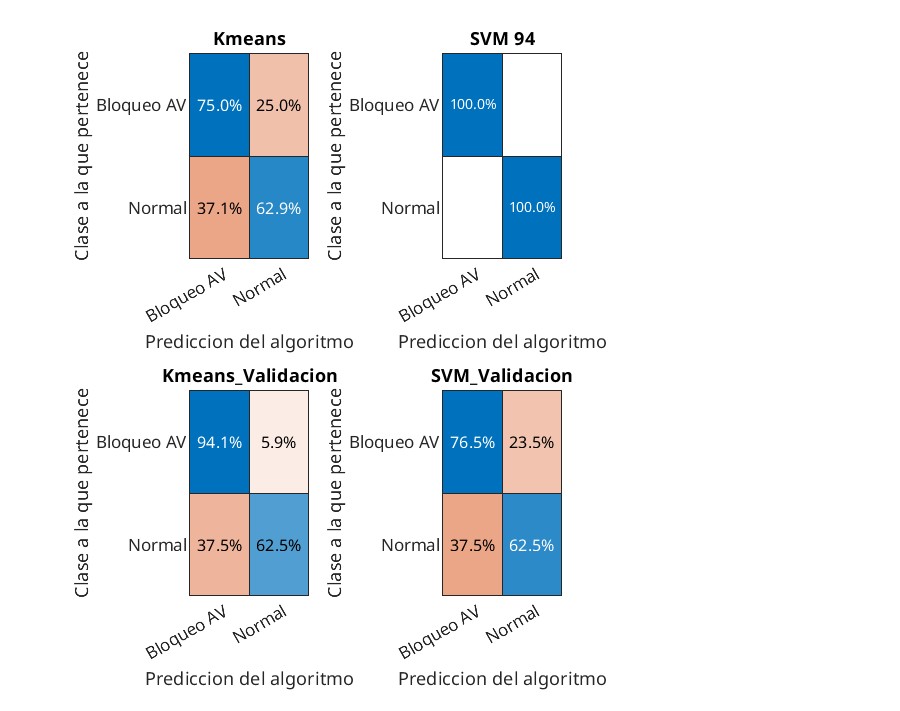 Kmeans
Clase a la que pertenece
Bloqueo AV
75.0%
25.0%
Normal
37.1%
62.9%
Bloqueo AV
Normal
Prediccion del algoritmo
SVM 94
Clase a la que pertenece
Bloqueo AV
100.0%
Normal
100.0%
Bloqueo AV
Normal
Prediccion del algoritmo
Kmeans_Validacion
Clase a la que pertenece
Bloqueo AV
94.1%
5.9%
Normal
37.5%
62.5%
Bloqueo AV
Normal
Prediccion del algoritmo
SVM_Validacion
Clase a la que pertenece
Bloqueo AV
76.5%
23.5%
Normal
37.5%
62.5%
Bloqueo AV
Normal
Prediccion del algoritmo